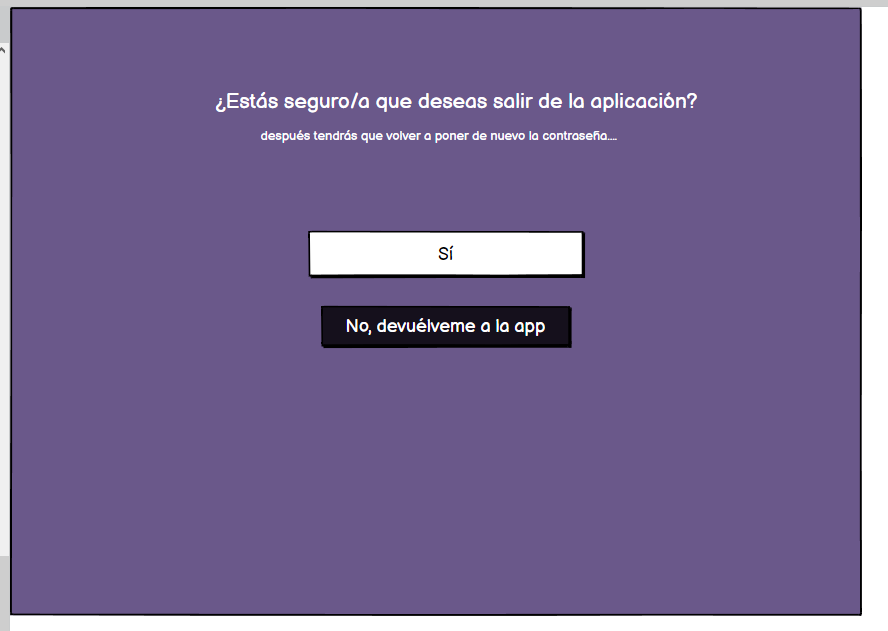 ¿Estás seguro/a que deseas salir de la aplicación?
después tendrás que volver a poner de nuevo la contraseña....
Sí
No, devuélveme a la app